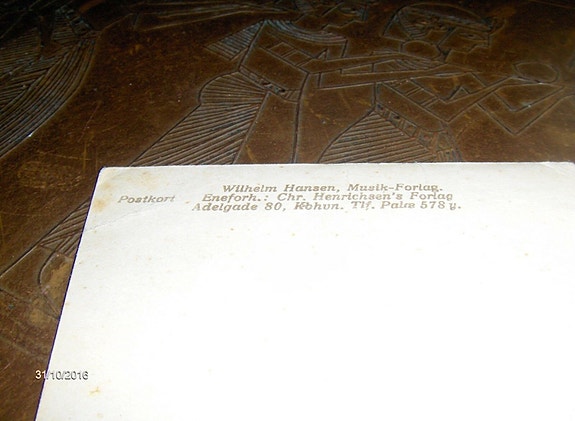 Wilhelm Hansen, Musik-Forlag.
Postkort Eneforh.: Chr. Henrichsen's Forlag
Adelgade 80, Kbhvn. Tlf. Palæ 578 y.
31/10/2016